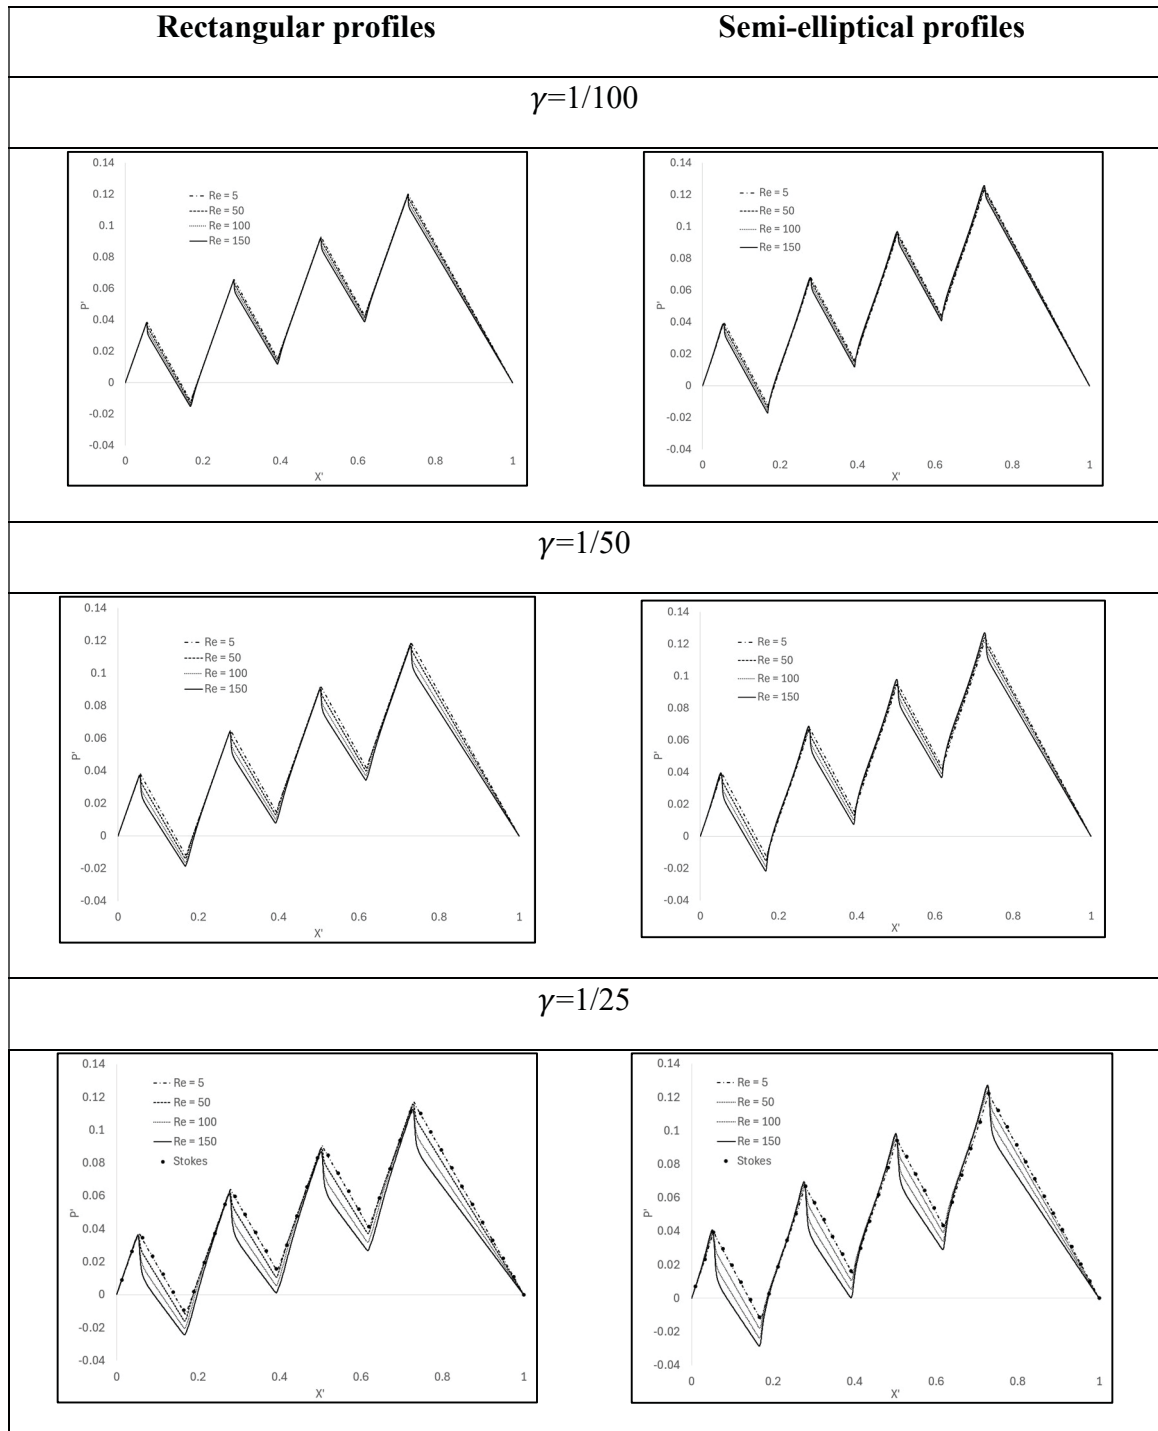 Rectangular profiles
Semi-elliptical profiles
γ=1/100
0.14
0.12
0.1
0.08
0.06
0.04
0.02
0
-0.02
-0.04
P'
Re = 5
Re = 50
Re = 100
Re = 150
0 0.2 0.4 0.6 0.8 1
X'
0.14
0.12
0.1
0.08
0.06
0.04
0.02
0
-0.02
-0.04
P'
Re = 5
Re = 50
Re = 100
Re = 150
0 0.2 0.4 0.6 0.8 1
X'
γ=1/50
0.14
0.12
0.1
0.08
0.06
0.04
0.02
0
-0.02
-0.04
P'
Re = 5
Re = 50
Re = 100
Re = 150
0 0.2 0.4 0.6 0.8 1
X'
0.14
0.12
0.1
0.08
0.06
0.04
0.02
0
-0.02
-0.04
P'
Re = 5
Re = 50
Re = 100
Re = 150
0 0.2 0.4 0.6 0.8 1
X'
γ=1/25
0.14
0.12
0.1
0.08
0.06
0.04
0.02
0
-0.02
-0.04
P'
Re = 5
Re = 50
Re = 100
Re = 150
Stokes
0 0.2 0.4 0.6 0.8 1
X'
0.14
0.12
0.1
0.08
0.06
0.04
0.02
0
-0.02
-0.04
P'
Re = 5
Re = 50
Re = 100
Re = 150
Stokes
0 0.2 0.4 0.6 0.8 1
X'